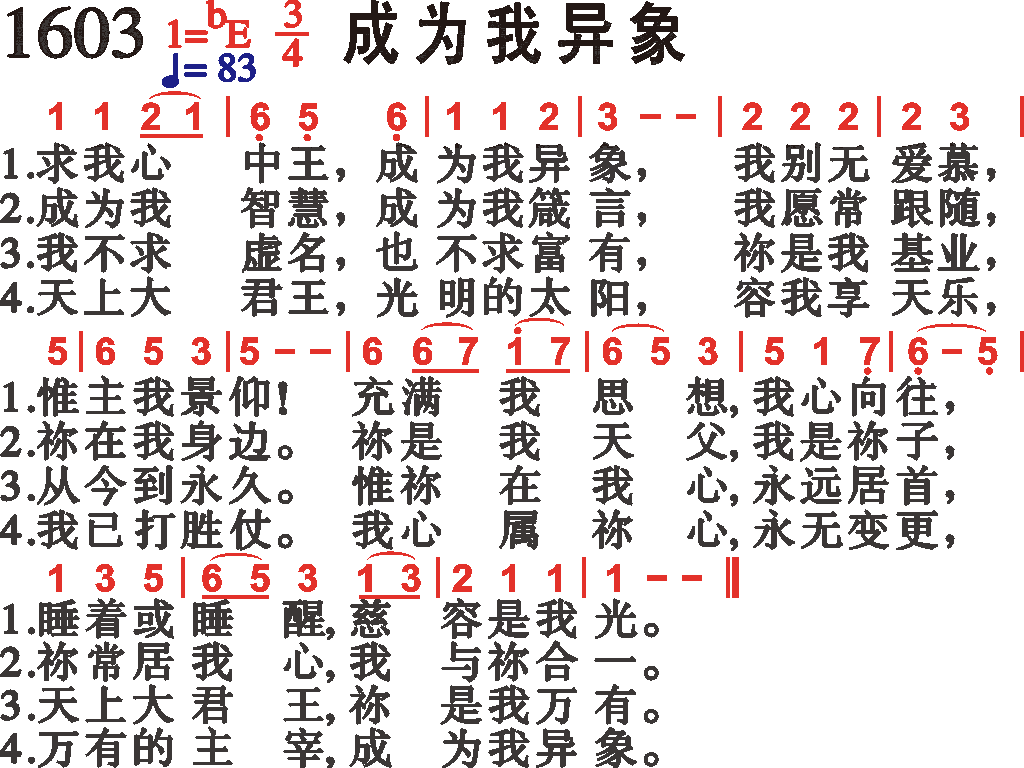 1603 1=bE 3/4 成为我异象
♩= 83
1 1 2 1 | 6 5 6 | 1 1 2 | 3 - - | 2 2 2 | 2 3 |
1.求我心 中王，成 为我异 象， 我别无 爱慕，
2.成为我 智慧，成 为我箴 言， 我愿常 跟随，
3.我不求 虚名，也 不求富 有， 祢是我 基业，
4.天上大 君王，光 明的太 阳， 容我享 天乐，
5 | 6 5 3 | 5 - - | 6 6 7 1 7 | 6 5 3 | 5 1 7 | 6 - 5 |
1.惟主我景仰！ 充满 我 思 想，我心向往，
2.祢在我身边。 祢是 我 天 父，我是祢子，
3.从今到永久。 惟祢 在 我 心，永远居首，
4.我已打胜仗。 我心 属 祢 心，永无变更，
1 3 5 | 6 5 3 1 3 | 2 1 1 | 1 - - ‖
1.睡着或 睡 醒，慈 容是我 光。
2.祢常居 我 心，我 与祢合 一。
3.天上大 君 王，祢 是我万 有。
4.万有的 主 宰，成 为我异 象。